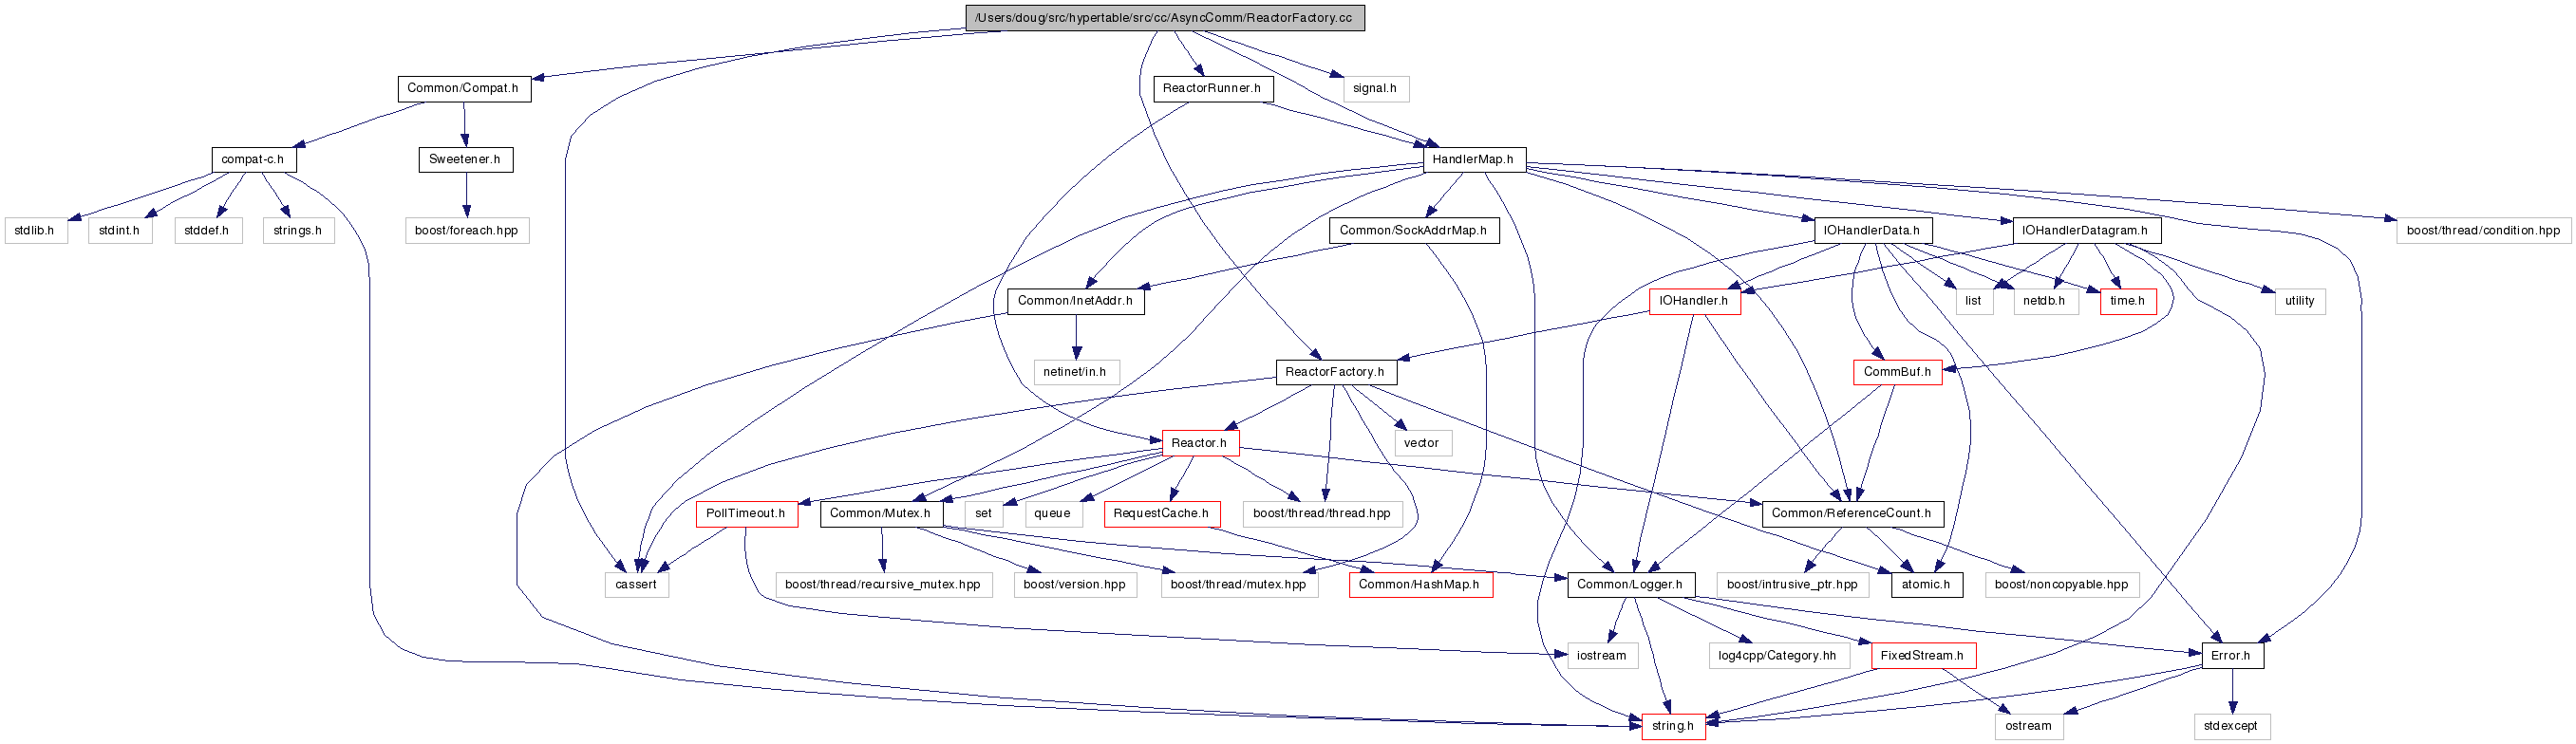 /Users/doug/src/hypertable/src/cc/AsyncComm/ReactorFactory.cc
Common/Compat.h
ReactorRunner.h
signal.h
compat-c.h
Sweetener.h
HandlerMap.h
stdlib.h
stdint.h
stddef.h
strings.h
boost/foreach.hpp
Common/SockAddrMap.h
IOHandlerData.h
IOHandlerDatagram.h
boost/thread/condition.hpp
Common/InetAddr.h
IOHandler.h
list
netdb.h
time.h
utility
netinet/in.h
ReactorFactory.h
CommBuf.h
Reactor.h
vector
PollTimeout.h
Common/Mutex.h
set
queue
RequestCache.h
boost/thread/thread.hpp
Common/ReferenceCount.h
cassert
boost/thread/recursive_mutex.hpp
boost/version.hpp
boost/thread/mutex.hpp
Common/HashMap.h
Common/Logger.h
boost/intrusive_ptr.hpp
atomic.h
boost/noncopyable.hpp
iostream
log4cpp/Category.hh
FixedStream.h
Error.h
string.h
ostream
stdexcept